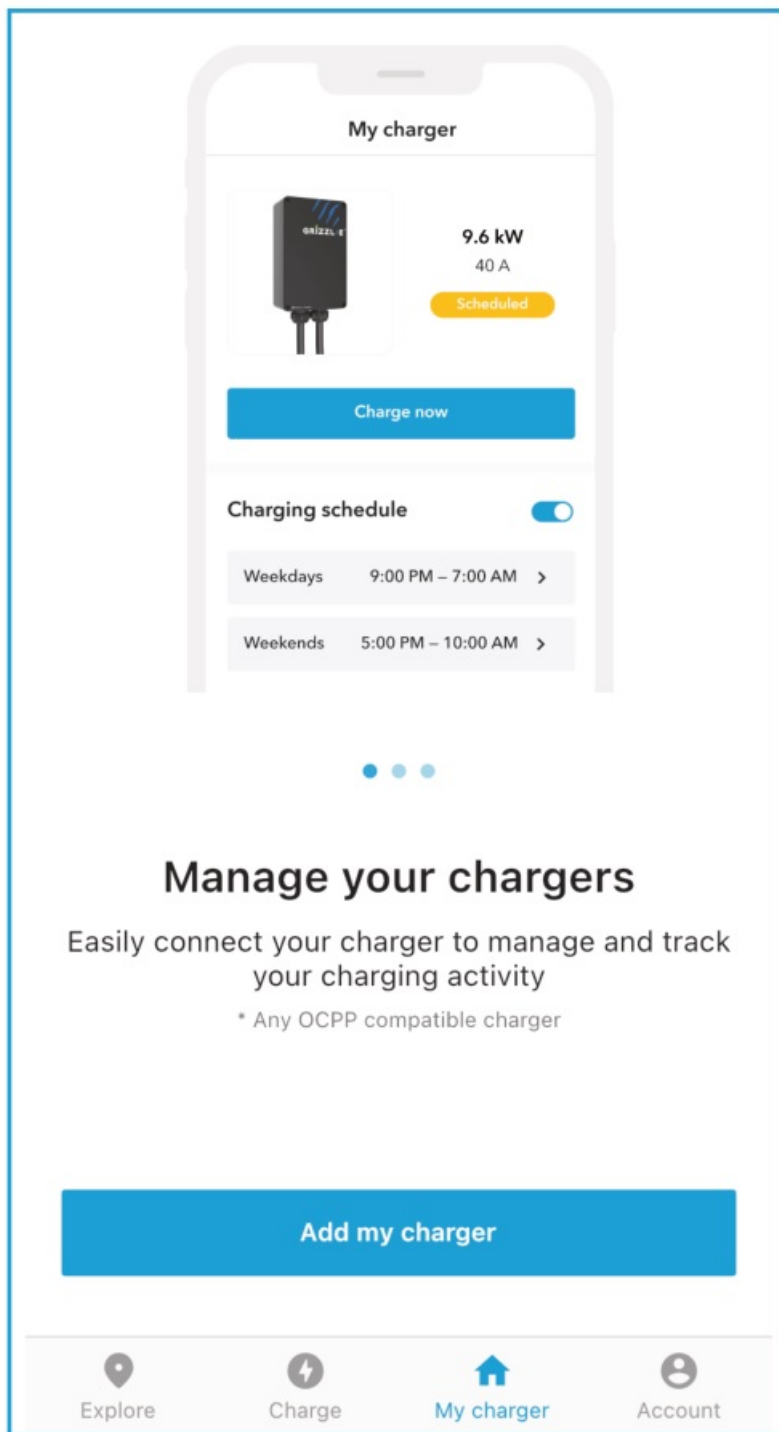 My charger
GRIZZL-E
9.6 kW
40 A
Scheduled
Charge now
Charging schedule
Weekdays 9:00 PM – 7:00 AM >
Weekends 5:00 PM – 10:00 AM >
Manage your chargers
Easily connect your charger to manage and track
your charging activity
* Any OCPP compatible charger
Add my charger
Explore Charge My charger Account